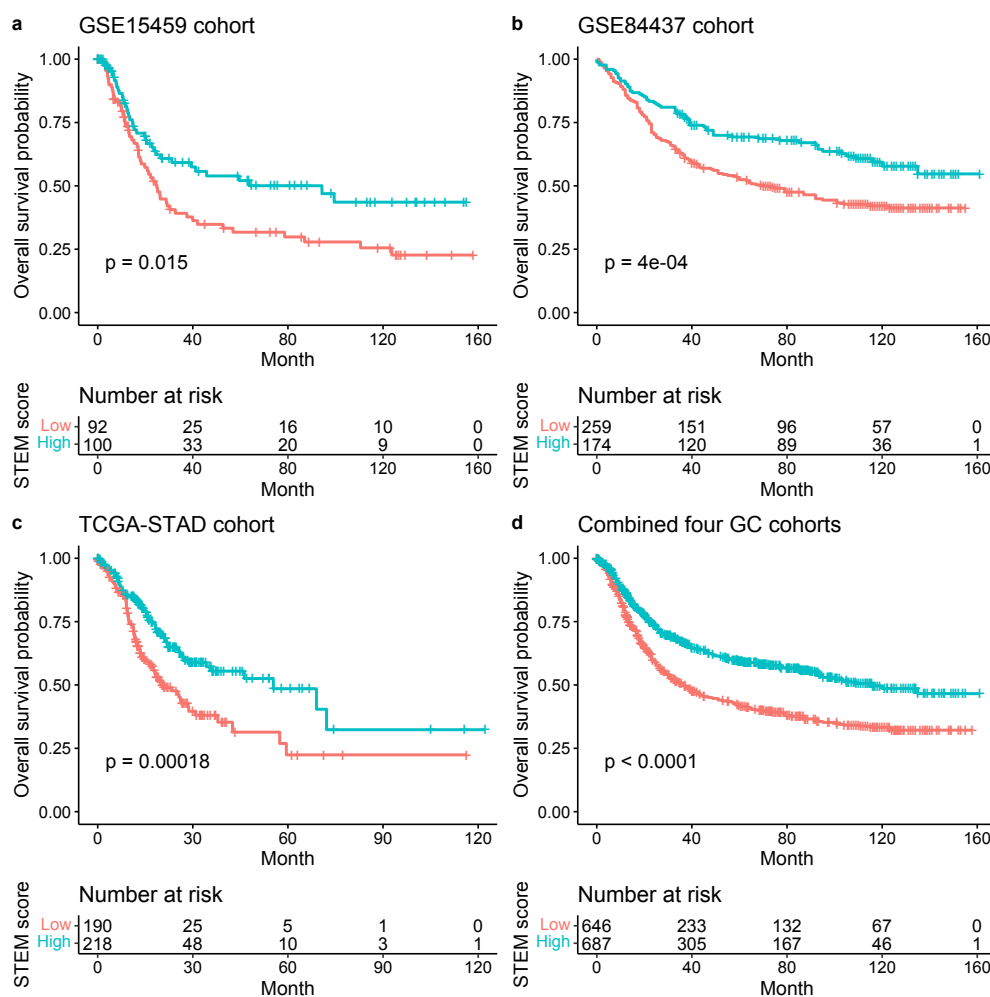 a
GSE15459 cohort
Overall survival probability
1.00
0.75
0.50
0.25
0.00
p = 0.015
0 40 80 120 160
Month
Number at risk
STEM score
Low 92 25 16 10 0
High 100 33 20 9 0
0 40 80 120 160
Month
b
GSE84437 cohort
Overall survival probability
1.00
0.75
0.50
0.25
0.00
p = 4e-04
0 40 80 120 160
Month
Number at risk
STEM score
Low 259 151 96 57 0
High 174 120 89 36 1
0 40 80 120 160
Month
c
TCGA-STAD cohort
Overall survival probability
1.00
0.75
0.50
0.25
0.00
p = 0.00018
0 30 60 90 120
Month
Number at risk
STEM score
Low 190 25 5 1 0
High 218 48 10 3 1
0 30 60 90 120
Month
d
Combined four GC cohorts
Overall survival probability
1.00
0.75
0.50
0.25
0.00
p < 0.0001
0 40 80 120 160
Month
Number at risk
STEM score
Low 646 233 132 67 0
High 687 305 167 46 1
0 40 80 120 160
Month